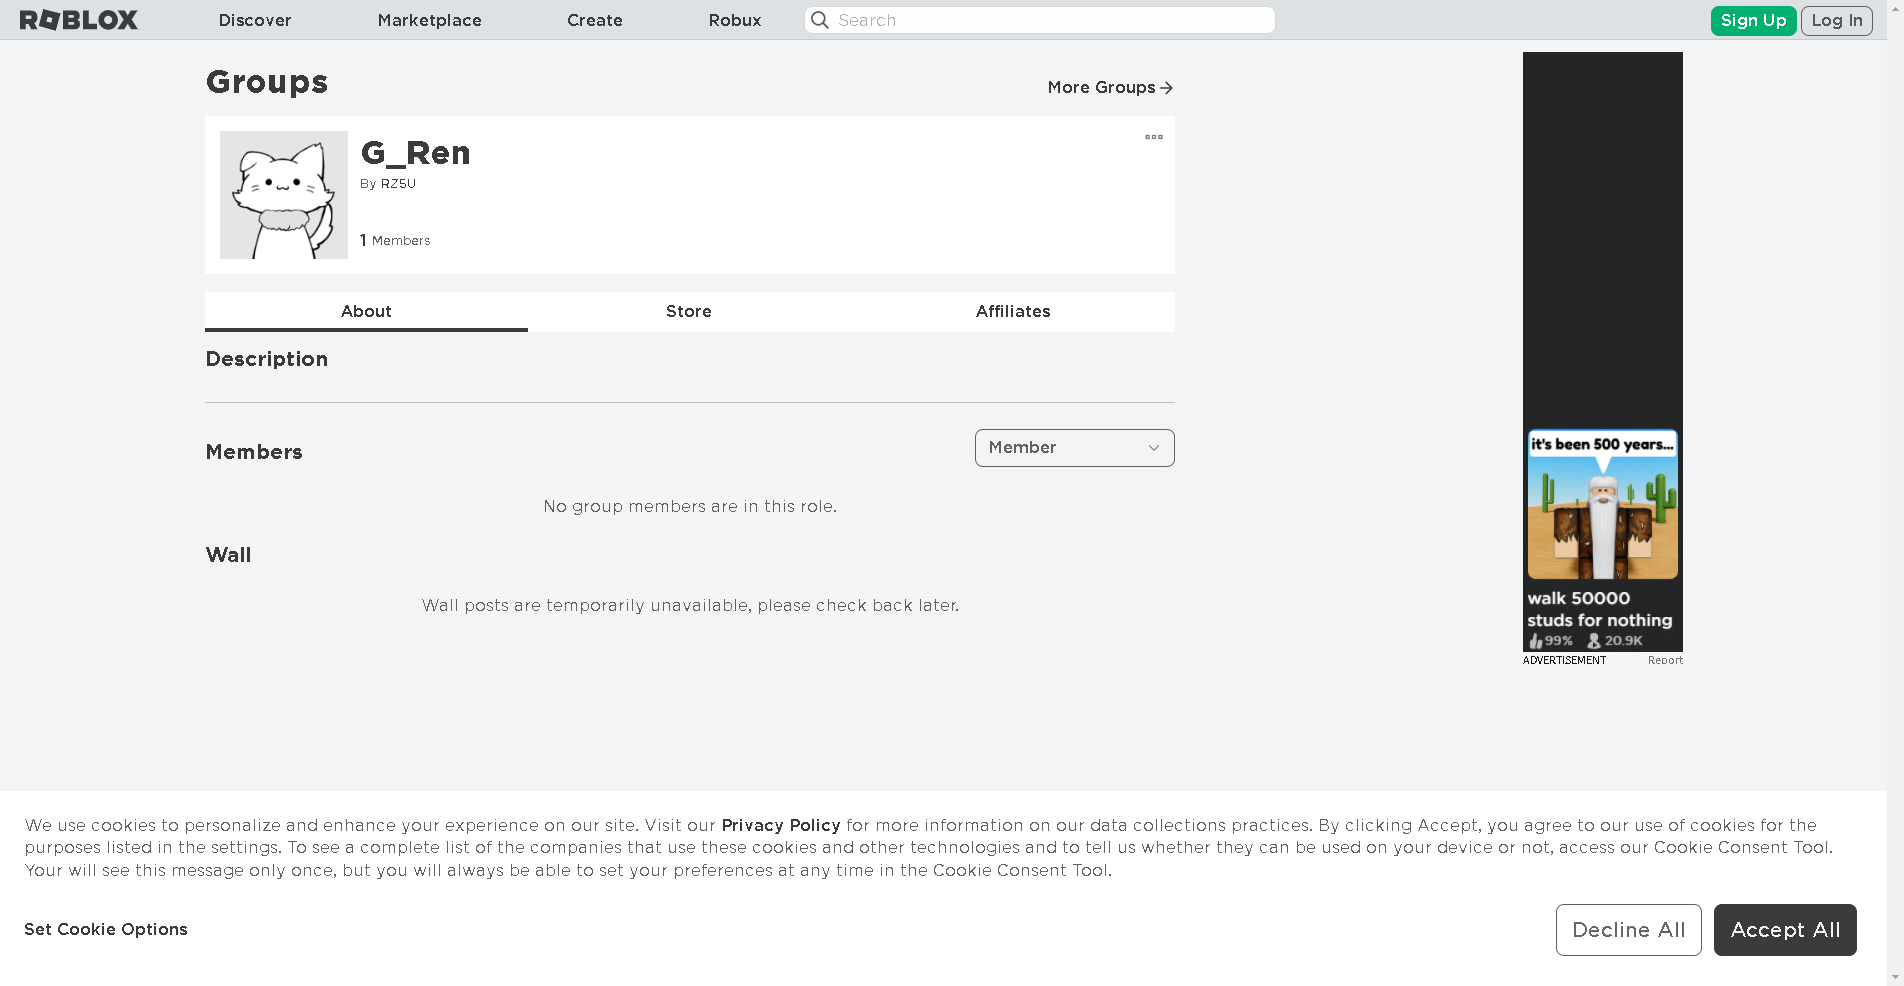 ROBLOX Discover Marketplace Create Robux Search Sign Up Log In
Groups
More Groups
G_Ren
By RZ5U
1 Members
About Store Affiliates
Description
Members
Member
No group members are in this role.
Wall
Wall posts are temporarily unavailable, please check back later.
it's been 500 years...
walk 50000
studs for nothing
99% 20.9K
ADVERTISEMENT Report
We use cookies to personalize and enhance your experience on our site. Visit our Privacy Policy for more information on our data collections practices. By clicking Accept, you agree to our use of cookies for the
purposes listed in the settings. To see a complete list of the companies that use these cookies and other technologies and to tell us whether they can be used on your device or not, access our Cookie Consent Tool.
Your will see this message only once, but you will always be able to set your preferences at any time in the Cookie Consent Tool.
Set Cookie Options
Decline All Accept All